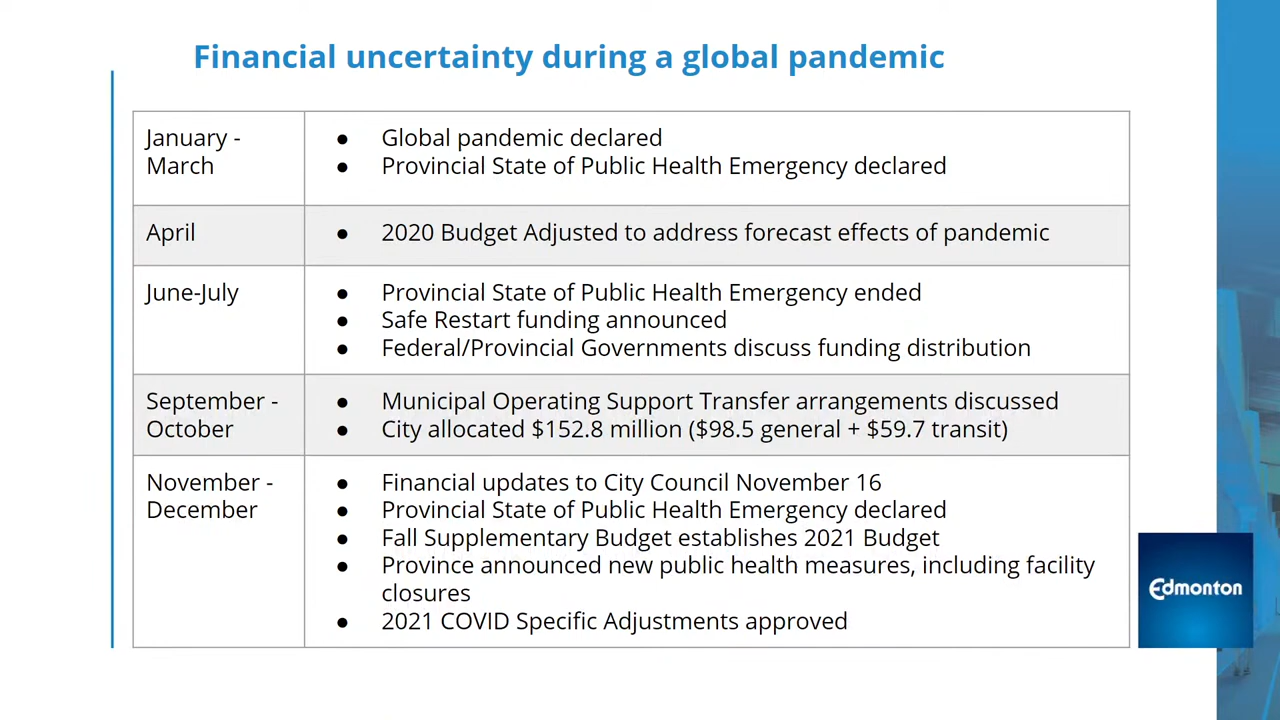 Financial uncertainty during a global pandemic
January -
March
● Global pandemic declared
● Provincial State of Public Health Emergency declared
April
● 2020 Budget Adjusted to address forecast effects of pandemic
June-July
● Provincial State of Public Health Emergency ended
● Safe Restart funding announced
● Federal/Provincial Governments discuss funding distribution
September -
October
● Municipal Operating Support Transfer arrangements discussed
● City allocated $152.8 million ($98.5 general + $59.7 transit)
November -
December
● Financial updates to City Council November 16
● Provincial State of Public Health Emergency declared
● Fall Supplementary Budget establishes 2021 Budget
● Province announced new public health measures, including facility
closures
● 2021 COVID Specific Adjustments approved
Edmonton